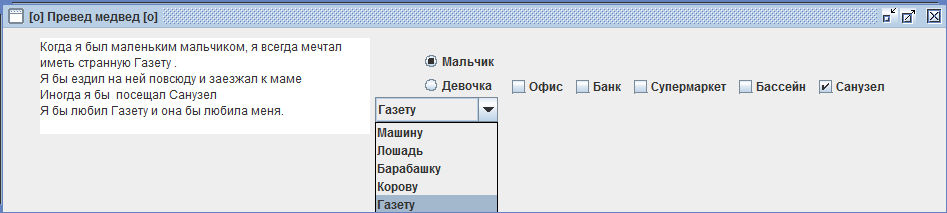 [o] Превед медвед [o]
Когда я был маленьким мальчиком, я всегда мечтал
иметь странную Газету .
Я бы ездил на ней повсюду и заезжал к маме
Иногда я бы  посещал Санузел
Я бы любил Газету и она бы любила меня.
Мальчик
Девочка
Офис Банк Супермаркет Бассейн Санузел
Газету
Машину
Лошадь
Барабашку
Корову
Газету